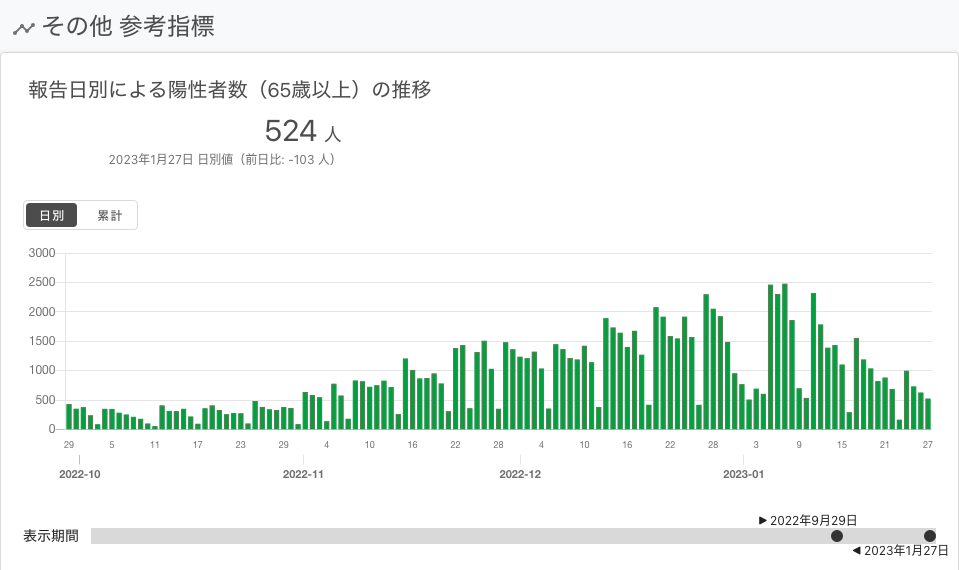 その他 参考指標
報告日別による陽性者数（65歳以上）の推移
524 人
2023年1月27日 日別値（前日比: -103 人）
日別 累計
3000
2500
2000
1500
1000
500
0
29 5 11 17 23 29 4 10 16 22 28 4 10 16 22 28 3 9 15 21 27
2022-10 2022-11 2022-12 2023-01
▶ 2022年9月29日
表示期間
◀ 2023年1月27日